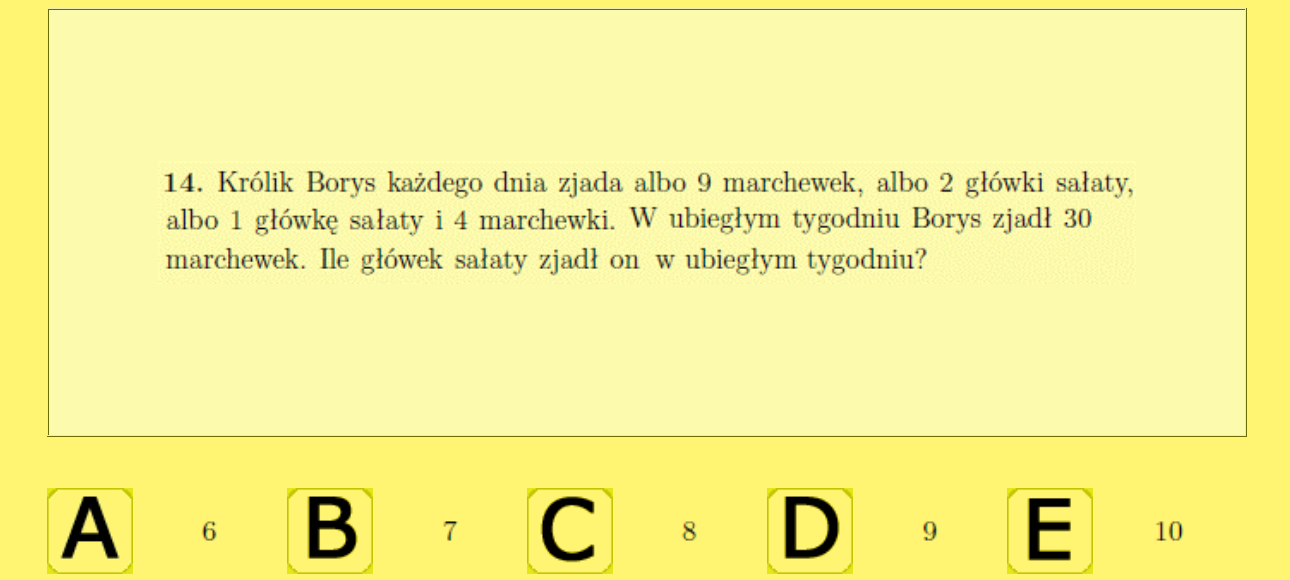 14. Królik Borys każdego dnia zjada albo 9 marchewek, albo 2 główki sałaty,
albo 1 główkę sałaty i 4 marchewki. W ubiegłym tygodniu Borys zjadł 30
marchewek. Ile główek sałaty zjadł on w ubiegłym tygodniu?
A 6 B 7 C 8 D 9 E 10